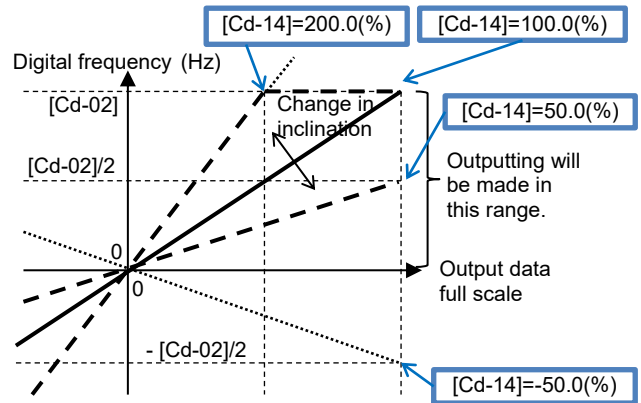 [Cd-14]=200.0(%)
[Cd-14]=100.0(%)
Digital frequency (Hz)
[Cd-02]
Change in
inclination
[Cd-14]=50.0(%)
[Cd-02]/2
Outputting will
be made in
this range.
0
0
Output data
full scale
- [Cd-02]/2
[Cd-14]=-50.0(%)